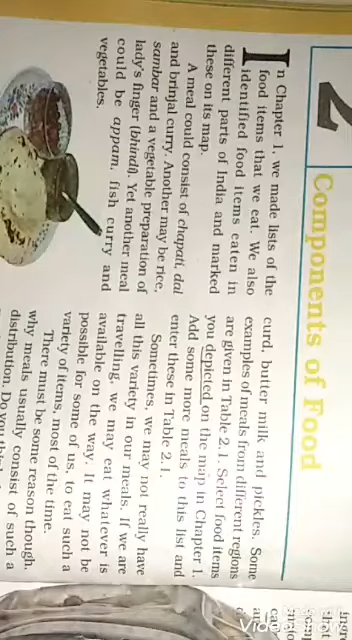 2
Components of Food
In Chapter 1, we made lists of the
food items that we eat. We also
identified food items eaten in
different parts of India and marked
these on its map.
A meal could consist of chapati, dal
and brinjal curry. Another may be rice,
sambar and a vegetable preparation of
lady's finger (bhindi). Yet another meal
could be appam, fish curry and
vegetables.
curd, butter milk and pickles. Some
examples of meals from different regions
are given in Table 2.1. Select food items
you depicted on the map in Chapter 1.
Add some more meals to this list and
enter these in Table 2.1.
Sometimes, we may not really have
all this variety in our meals. If we are
travelling, we may eat whatever is
available on the way. It may not be
possible for some of us, to eat such a
variety of items, most of the time.
There must be some reason though,
why meals usually consist of such a
distribution. Do you